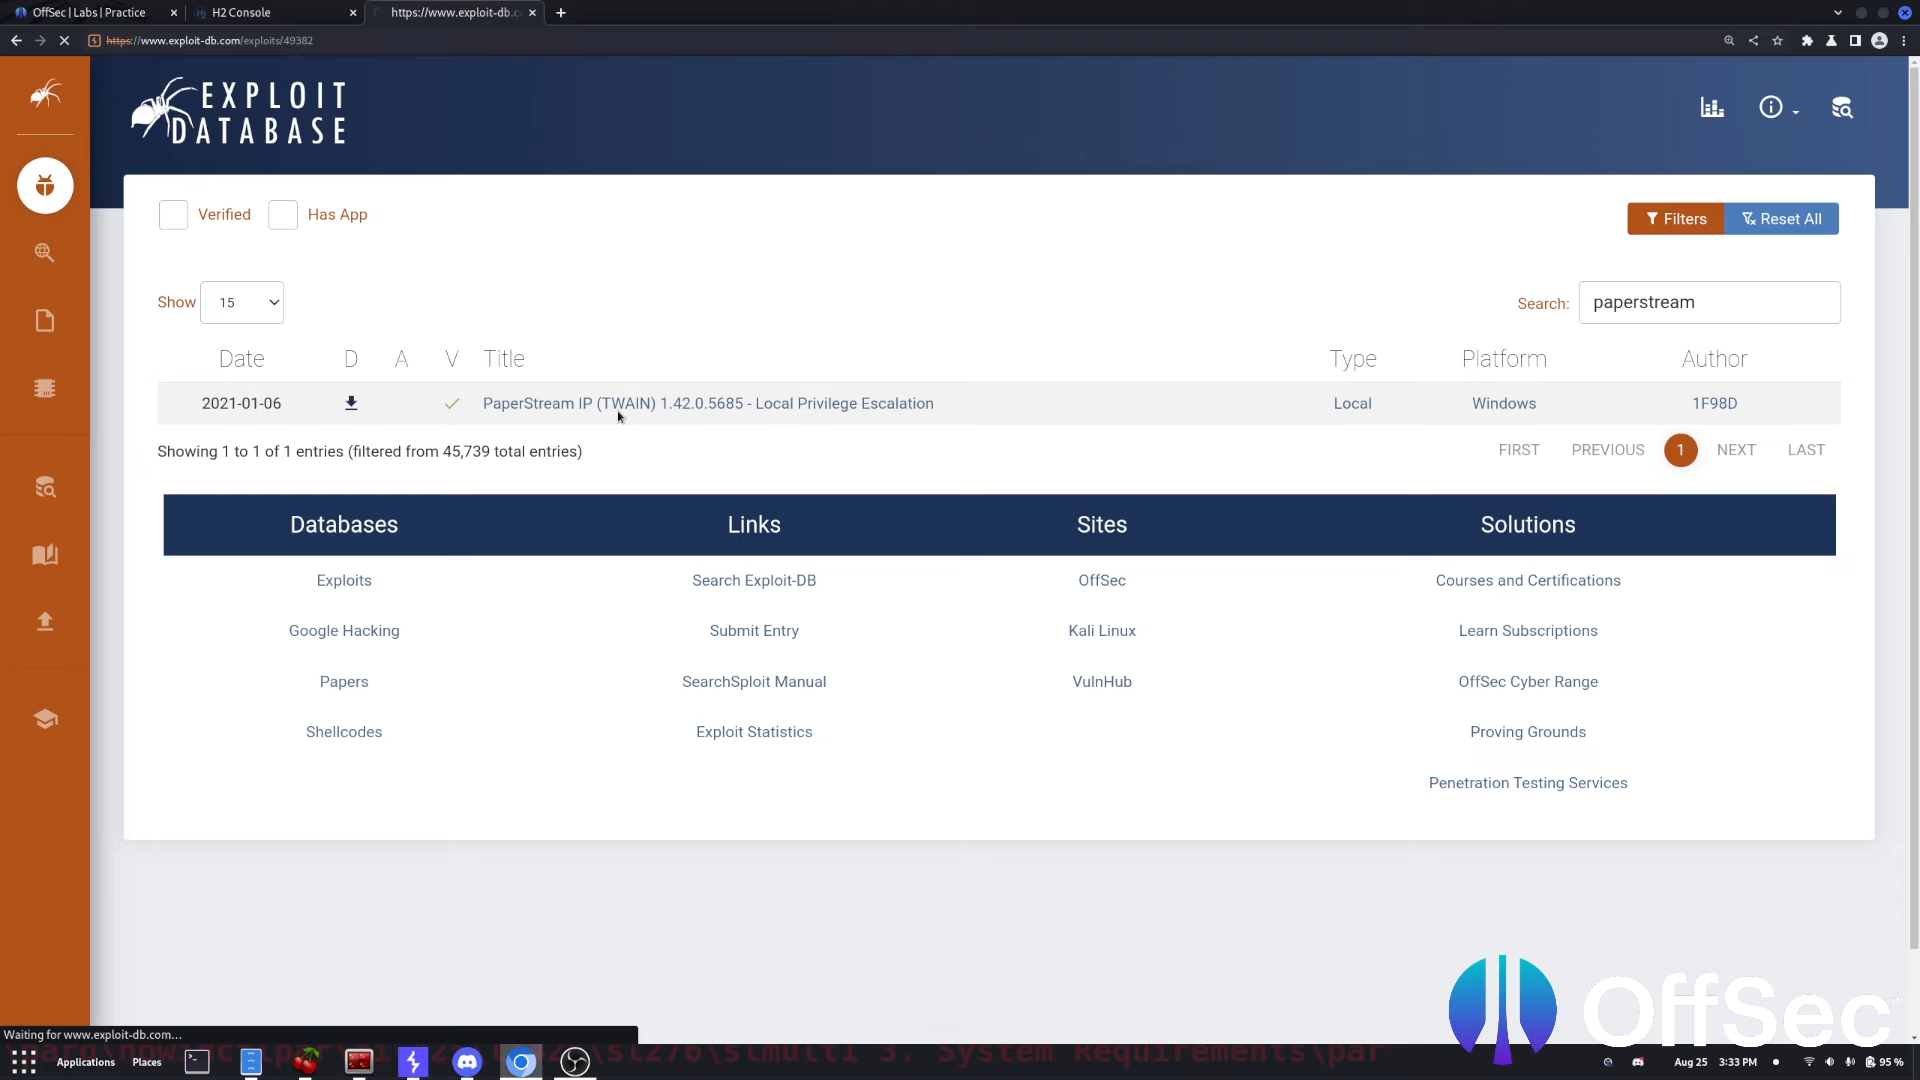 OffSec | Labs | Practice
H2 Console
https://www.exploit-db.c
https://www.exploit-db.com/exploits/49382
EXPLOIT
DATABASE
Verified
Has App
Filters
Reset All
Show
15
Search:
paperstream
Date D A V Title Type Platform Author
2021-01-06 PaperStream IP (TWAIN) 1.42.0.5685 - Local Privilege Escalation Local Windows 1F98D
Showing 1 to 1 of 1 entries (filtered from 45,739 total entries)
FIRST PREVIOUS 1 NEXT LAST
Databases Links Sites Solutions
Exploits Search Exploit-DB OffSec Courses and Certifications
Google Hacking Submit Entry Kali Linux Learn Subscriptions
Papers SearchSploit Manual VulnHub OffSec Cyber Range
Shellcodes Exploit Statistics Proving Grounds
Penetration Testing Services
OffSec
Waiting for www.exploit-db.com...
3. System Requirements\par
Applications Places
Aug 25 3:33 PM
95 %